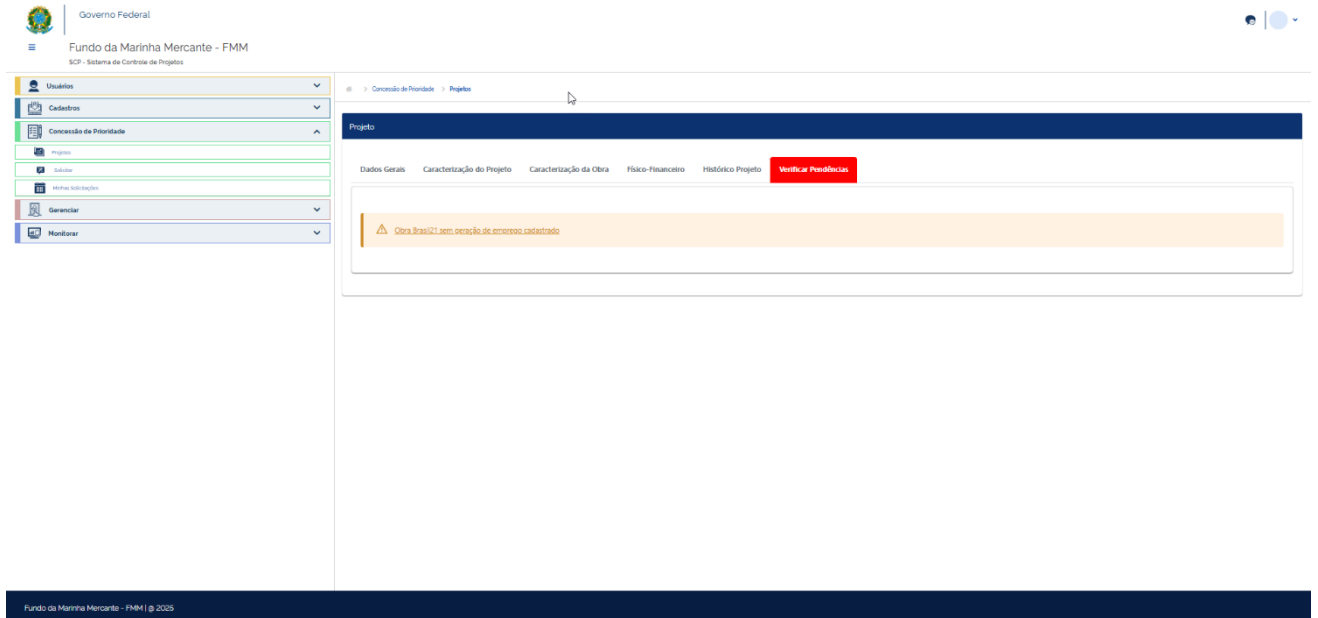 Governo Federal
Fundo da Marinha Mercante - FMM
SCP - Sistema de Controle de Projetos
Usuários
Cadastros
Concessão de Prioridade
Projetos
Solicitar
Minhas Solicitações
Gerenciar
Monitorar
> Concessão de Prioridade > Projetos
Projeto
Dados Gerais Caracterização do Projeto Caracterização da Obra Físico-Financeiro Histórico Projeto Verificar Pendências
Obra Brasil21 sem geração de emprego cadastrado
Fundo da Marinha Mercante - FMM | @ 2025